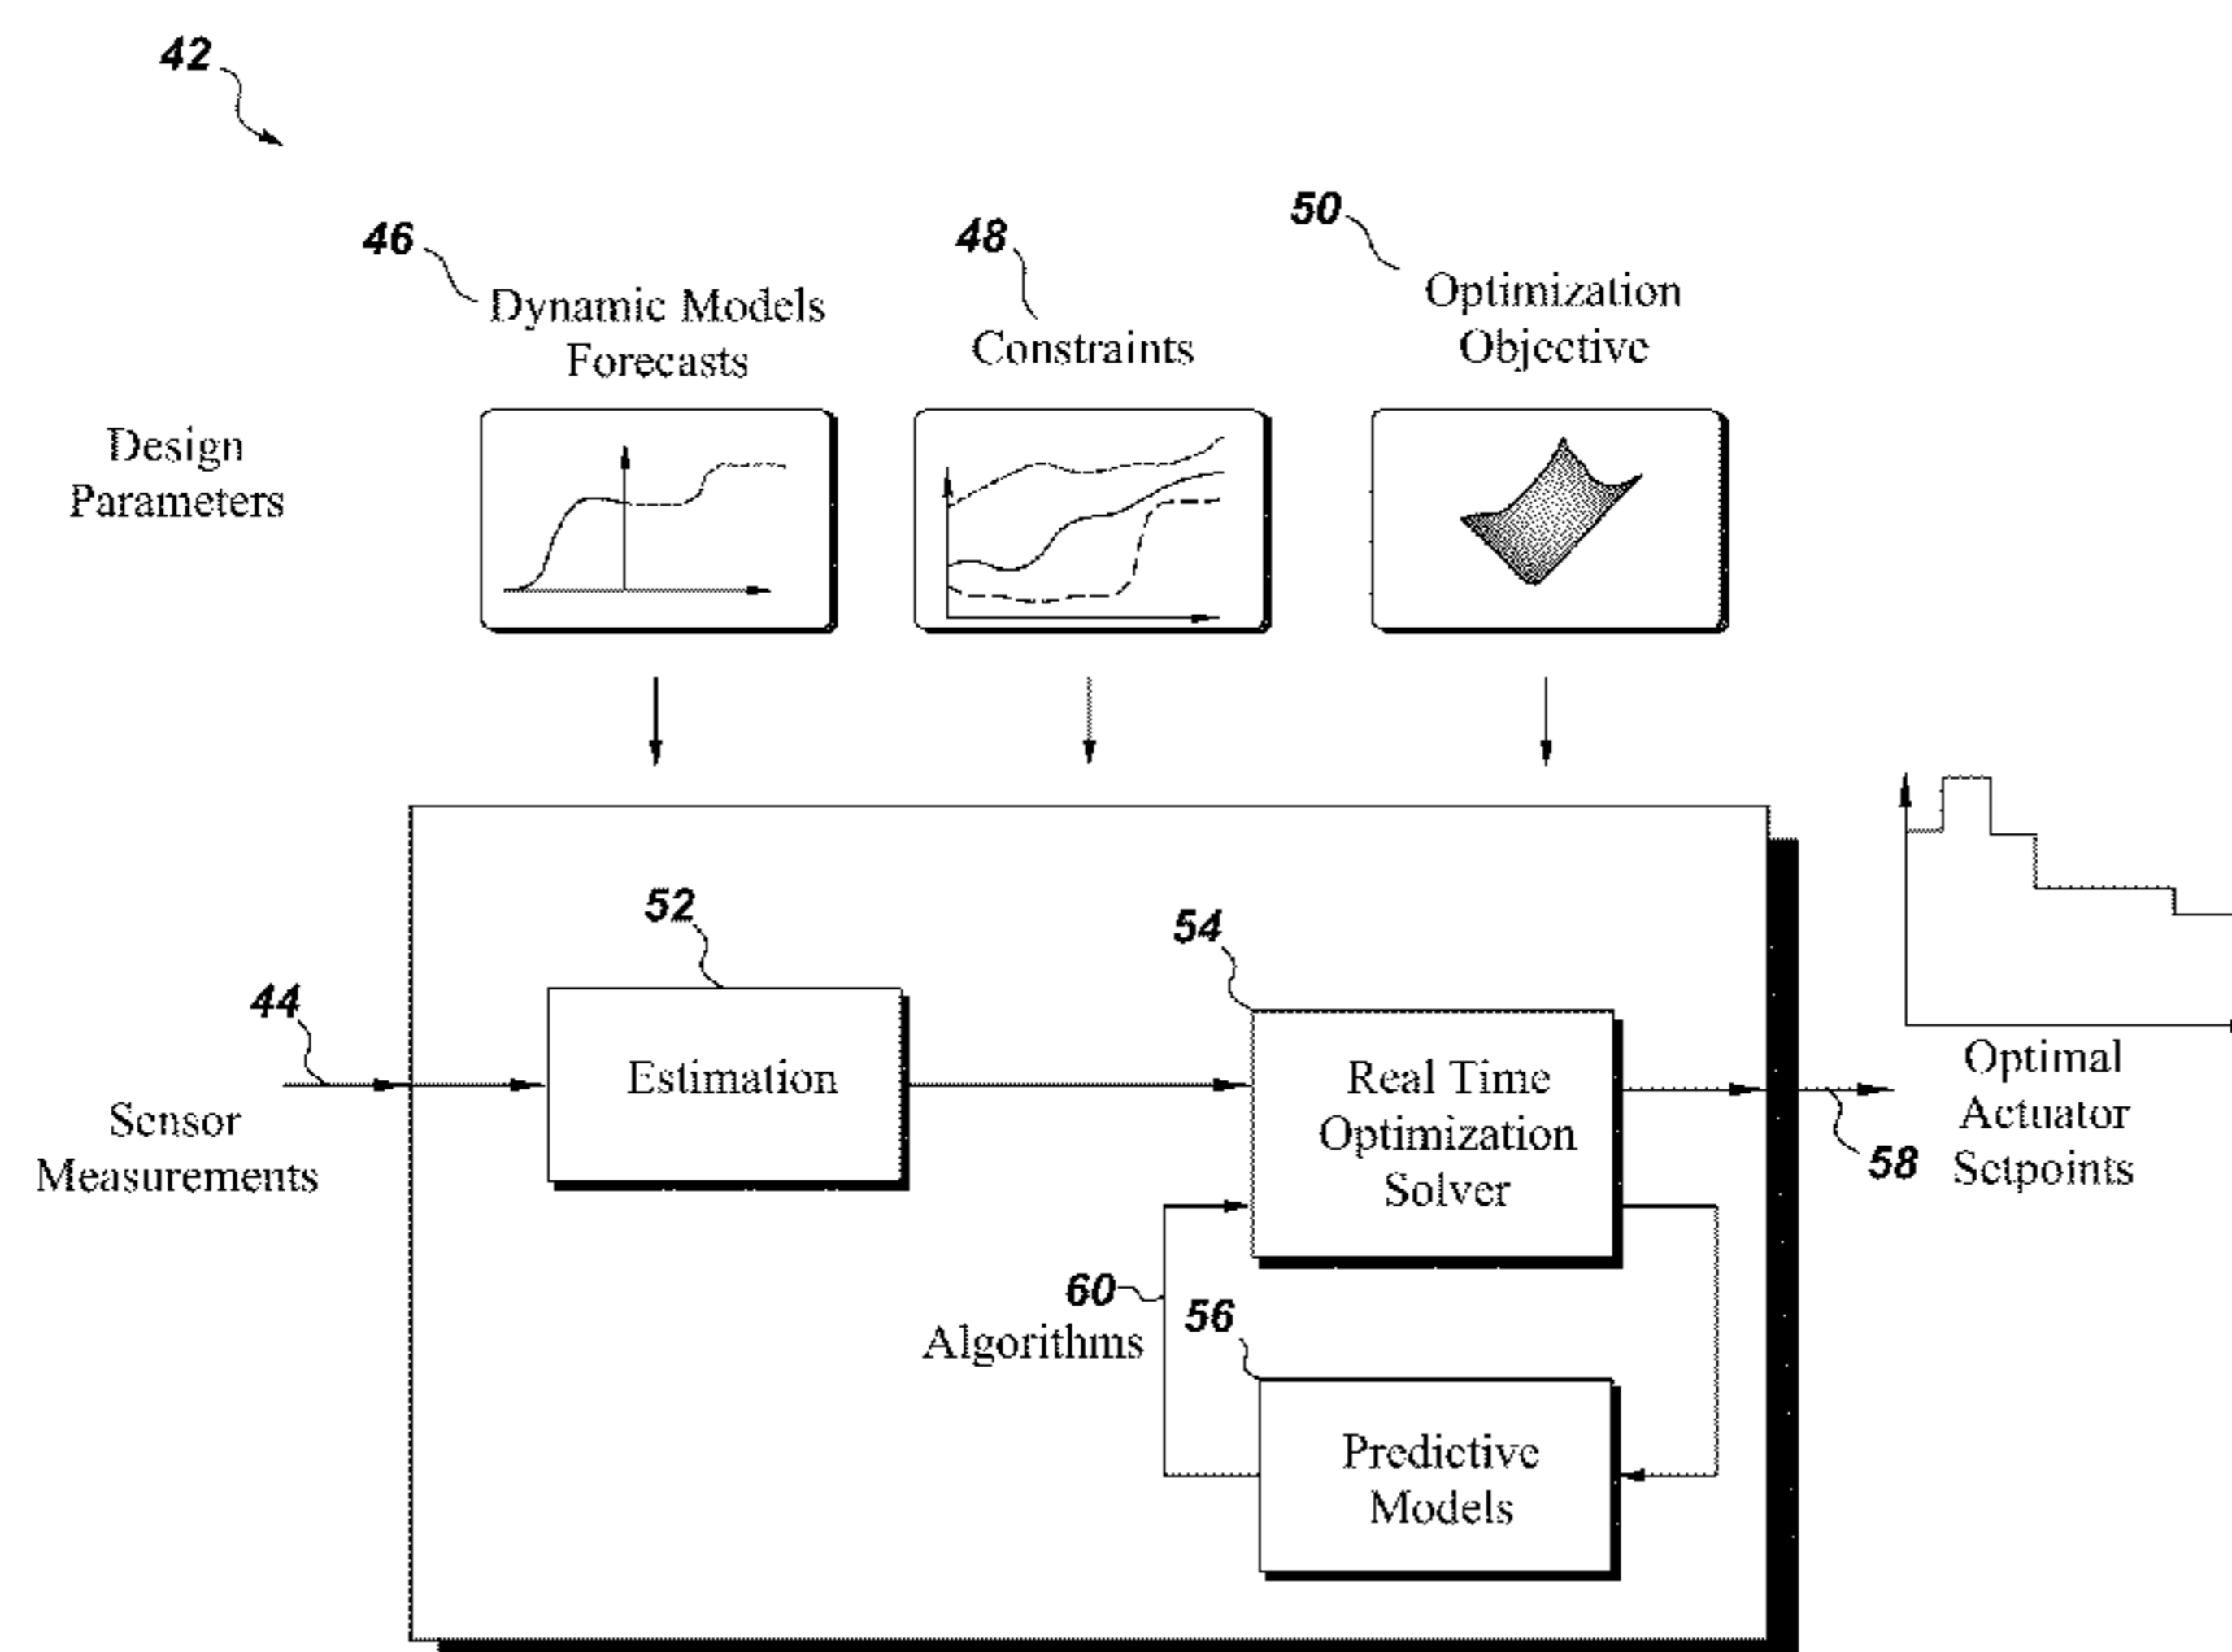 42
46
48
50
Dynamic Models
Forecasts
Constraints
Optimization
Objective
Design
Parameters
52
54
44
Estimation
Real Time
Optimization
Solver
Sensor
Measurements
58
Optimal
Actuator
Setpoints
60
Algorithms
56
Predictive
Models